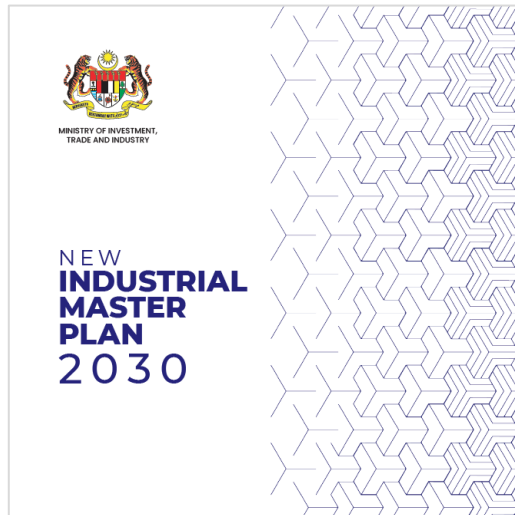 MINISTRY OF INVESTMENT,
TRADE AND INDUSTRY
NEW
INDUSTRIAL
MASTER
PLAN
2030